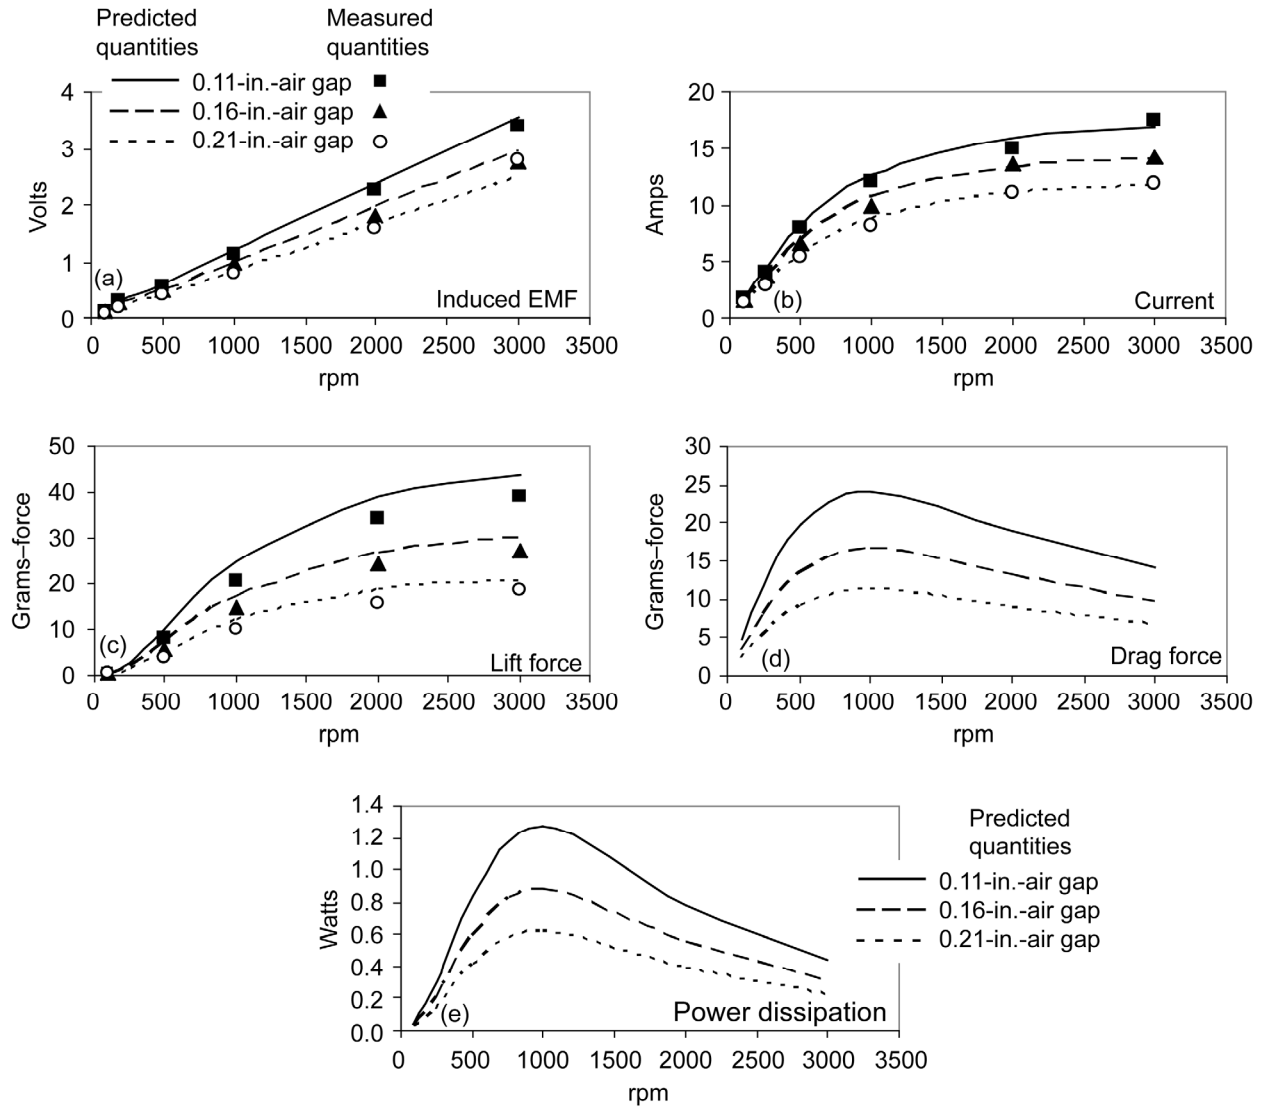 Predicted quantities
Measured quantities
0.11-in.-air gap
0.16-in.-air gap
0.21-in.-air gap
4
3
2
1
0
Volts
(a)
Induced EMF
0 500 1000 1500 2000 2500 3000 3500
rpm
20
15
10
5
0
Amps
(b)
Current
0 500 1000 1500 2000 2500 3000 3500
rpm
50
40
30
20
10
0
Grams–force
(c)
Lift force
0 500 1000 1500 2000 2500 3000 3500
rpm
30
25
20
15
10
5
0
Grams–force
(d)
Drag force
0 500 1000 1500 2000 2500 3000 3500
rpm
1.4
1.2
1.0
0.8
0.6
0.4
0.2
0.0
Watts
(e)
Power dissipation
0 500 1000 1500 2000 2500 3000 3500
rpm
Predicted
quantities
0.11-in.-air gap
0.16-in.-air gap
0.21-in.-air gap